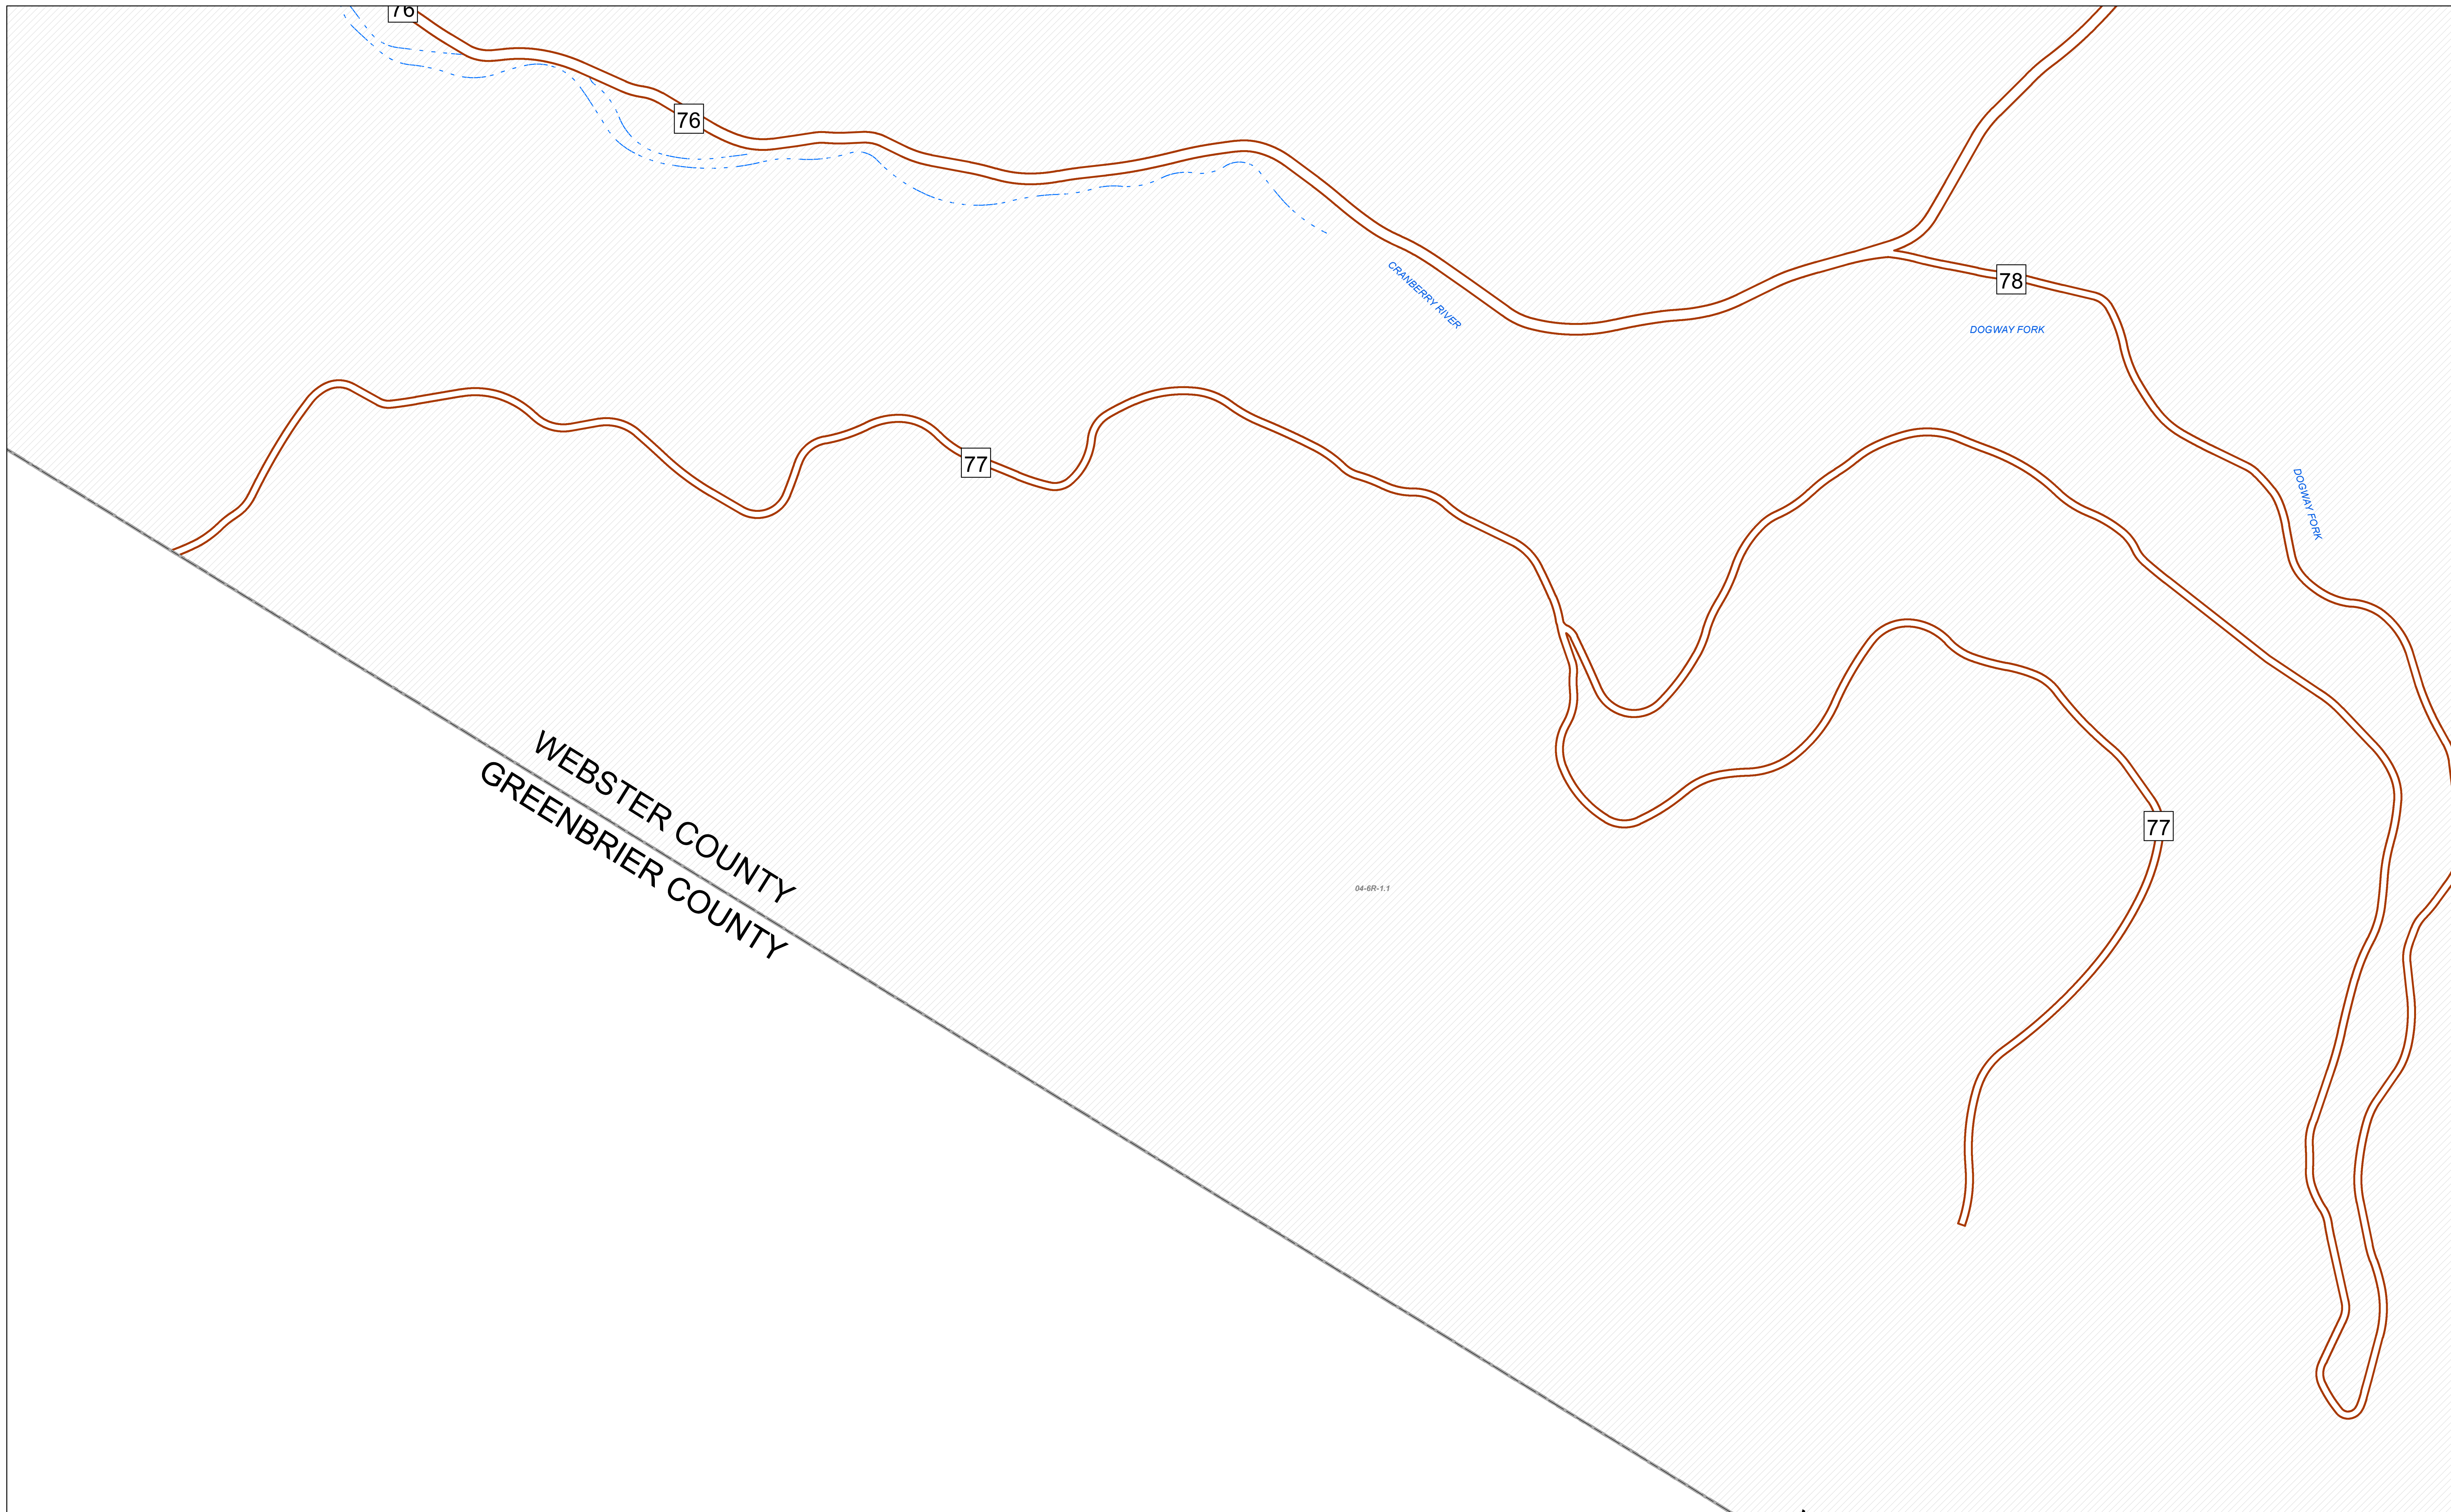 76
76
78
CRANBERRY RIVER
DOGWAY FORK
77
DOGWAY FORK
WEBSTER COUNTY
GREENBRIER COUNTY
77
04-6R-1.1